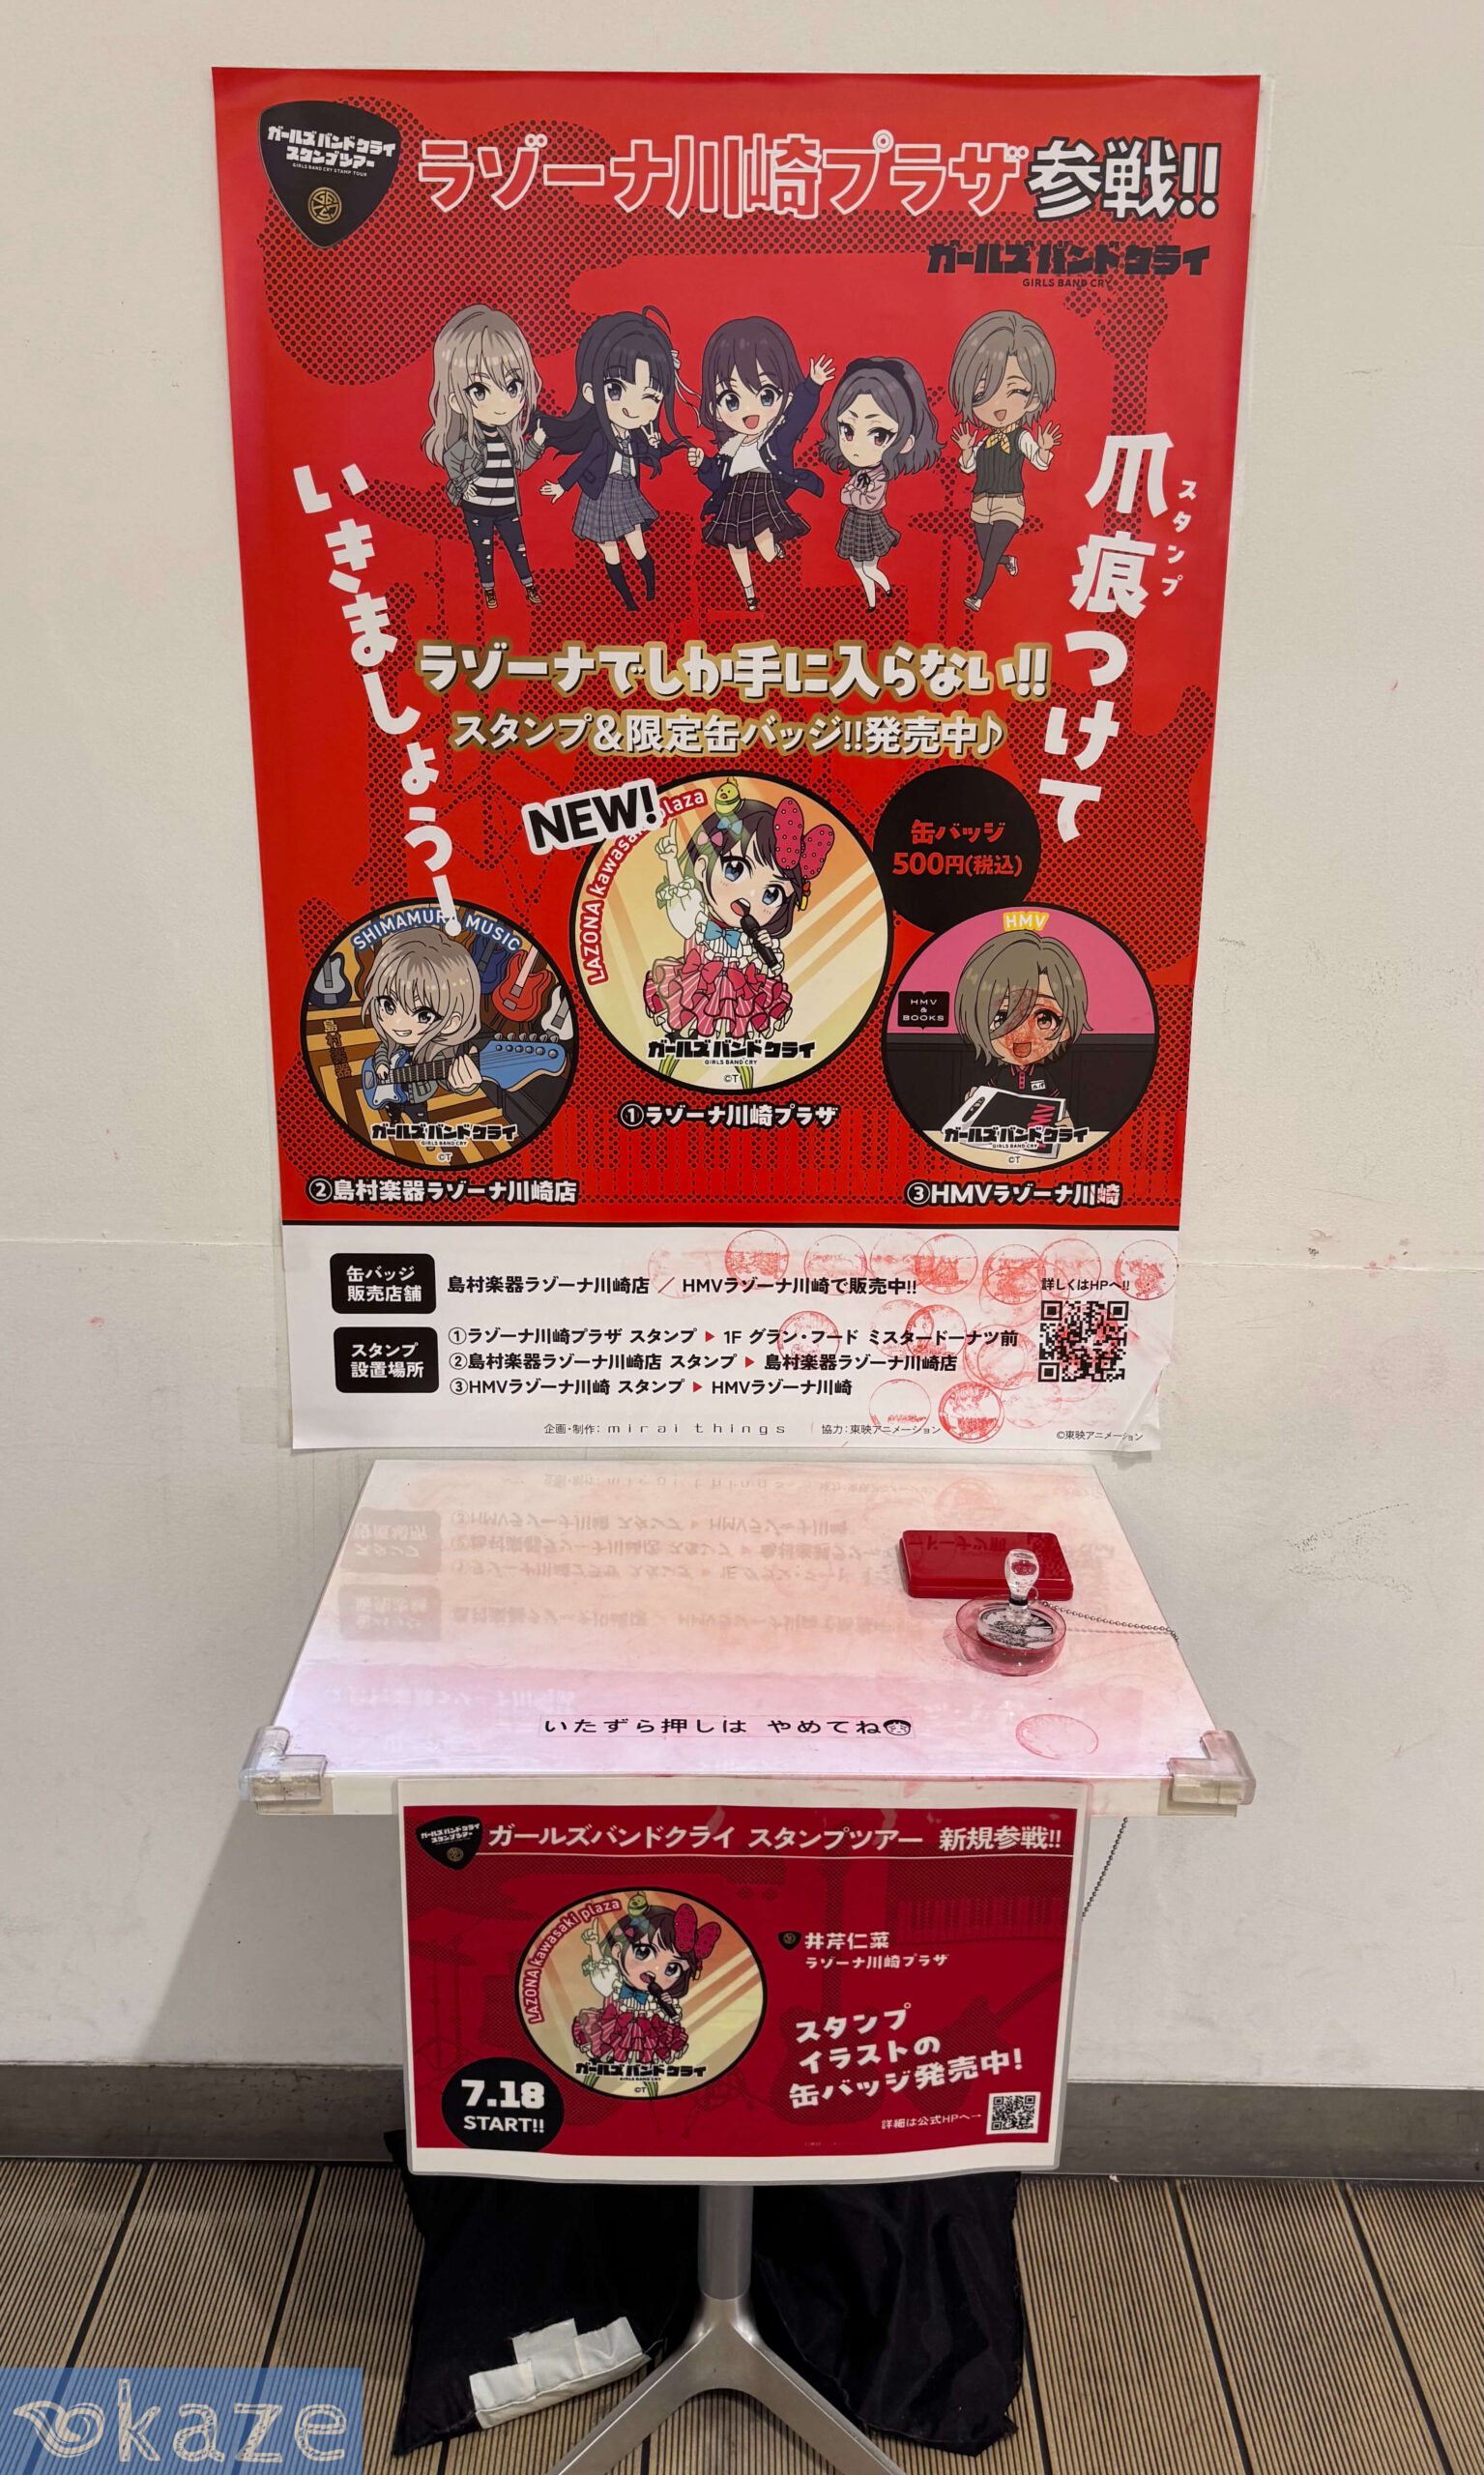 ガールズバンドクライ
スタンプツアー
GIRLS BAND CRY STAMP TOUR
ラゾーナ川崎プラザ参戦!!
ガールズバンドクライ
GIRLS BAND CRY
爪痕つけて
スタンプ
いきましょう!
ラゾーナでしか手に入らない!!
スタンプ&限定缶バッジ!!発売中♪
NEW!
LAZONA kawasaki plaza
ガールズバンドクライ
GIRLS BAND CRY
©T
缶バッジ
500円(税込)
SHIMAMURA MUSIC
島村楽器
ガールズバンドクライ
GIRLS BAND CRY
©T
HMV
HMV
&
BOOKS
ガールズバンドクライ
GIRLS BAND CRY
©T
①ラゾーナ川崎プラザ
②島村楽器ラゾーナ川崎店
③HMVラゾーナ川崎
缶バッジ
販売店舗
島村楽器ラゾーナ川崎店 / HMVラゾーナ川崎で販売中!!
詳しくはHPへ!!
スタンプ
設置場所
①ラゾーナ川崎プラザ スタンプ ▶ 1F グラン・フード ミスタードーナツ前
②島村楽器ラゾーナ川崎店 スタンプ ▶ 島村楽器ラゾーナ川崎店
③HMVラゾーナ川崎 スタンプ ▶ HMVラゾーナ川崎
企画・制作: mirai things 協力:東映アニメーション
©東映アニメーション
いたずら押しは やめてね
ガールズバンドクライ
スタンプツアー
ガールズバンドクライ スタンプツアー 新規参戦!!
LAZONA kawasaki plaza
ガールズバンドクライ
GIRLS BAND CRY
©T
井芹仁菜
ラゾーナ川崎プラザ
スタンプ
イラストの
缶バッジ発売中!
7.18
START!!
詳細は公式HPへ→
okaze